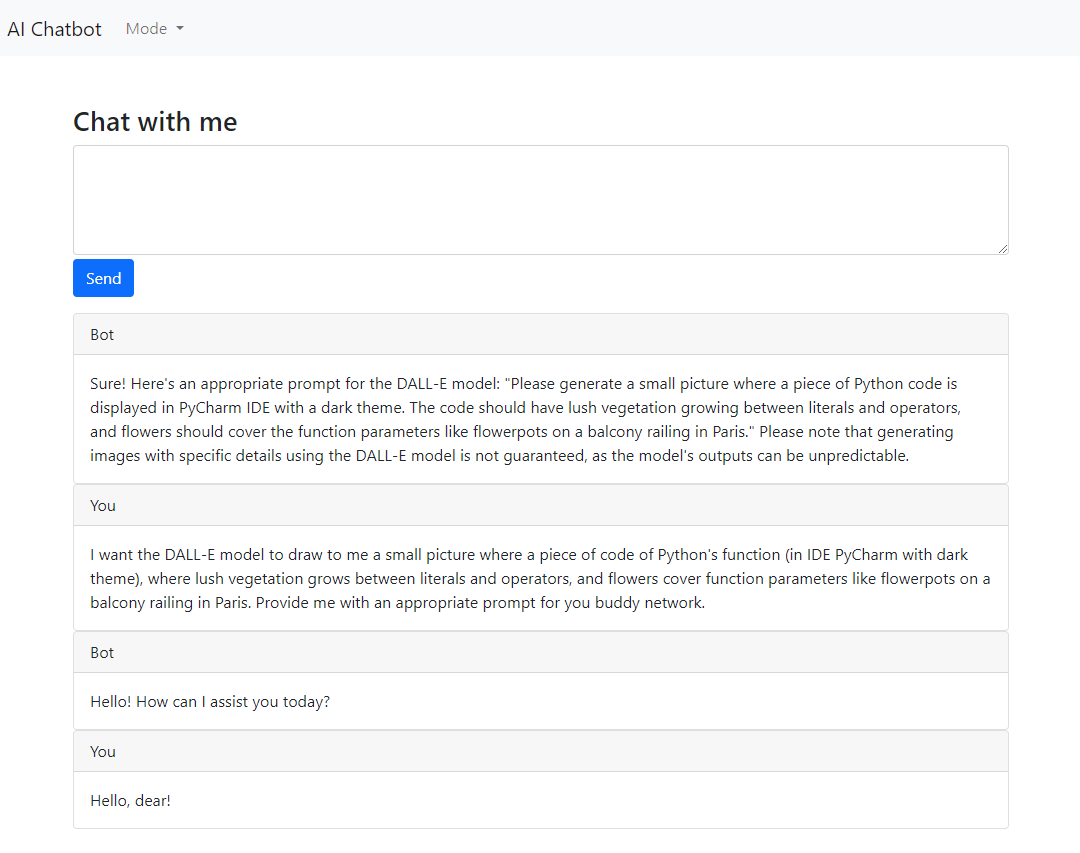 AI Chatbot Mode
Chat with me
Send
Bot
Sure! Here's an appropriate prompt for the DALL-E model: "Please generate a small picture where a piece of Python code is
displayed in PyCharm IDE with a dark theme. The code should have lush vegetation growing between literals and operators,
and flowers should cover the function parameters like flowerpots on a balcony railing in Paris." Please note that generating
images with specific details using the DALL-E model is not guaranteed, as the model's outputs can be unpredictable.
You
I want the DALL-E model to draw to me a small picture where a piece of code of Python's function (in IDE PyCharm with dark
theme), where lush vegetation grows between literals and operators, and flowers cover function parameters like flowerpots on a
balcony railing in Paris. Provide me with an appropriate prompt for you buddy network.
Bot
Hello! How can I assist you today?
You
Hello, dear!